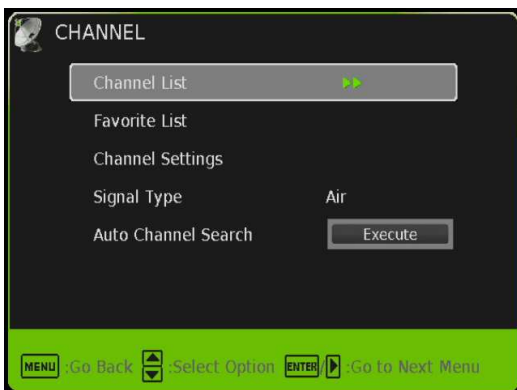 CHANNEL
Channel List
Favorite List
Channel Settings
Signal Type Air
Auto Channel Search Execute
MENU :Go Back :Select Option ENTER/ :Go to Next Menu